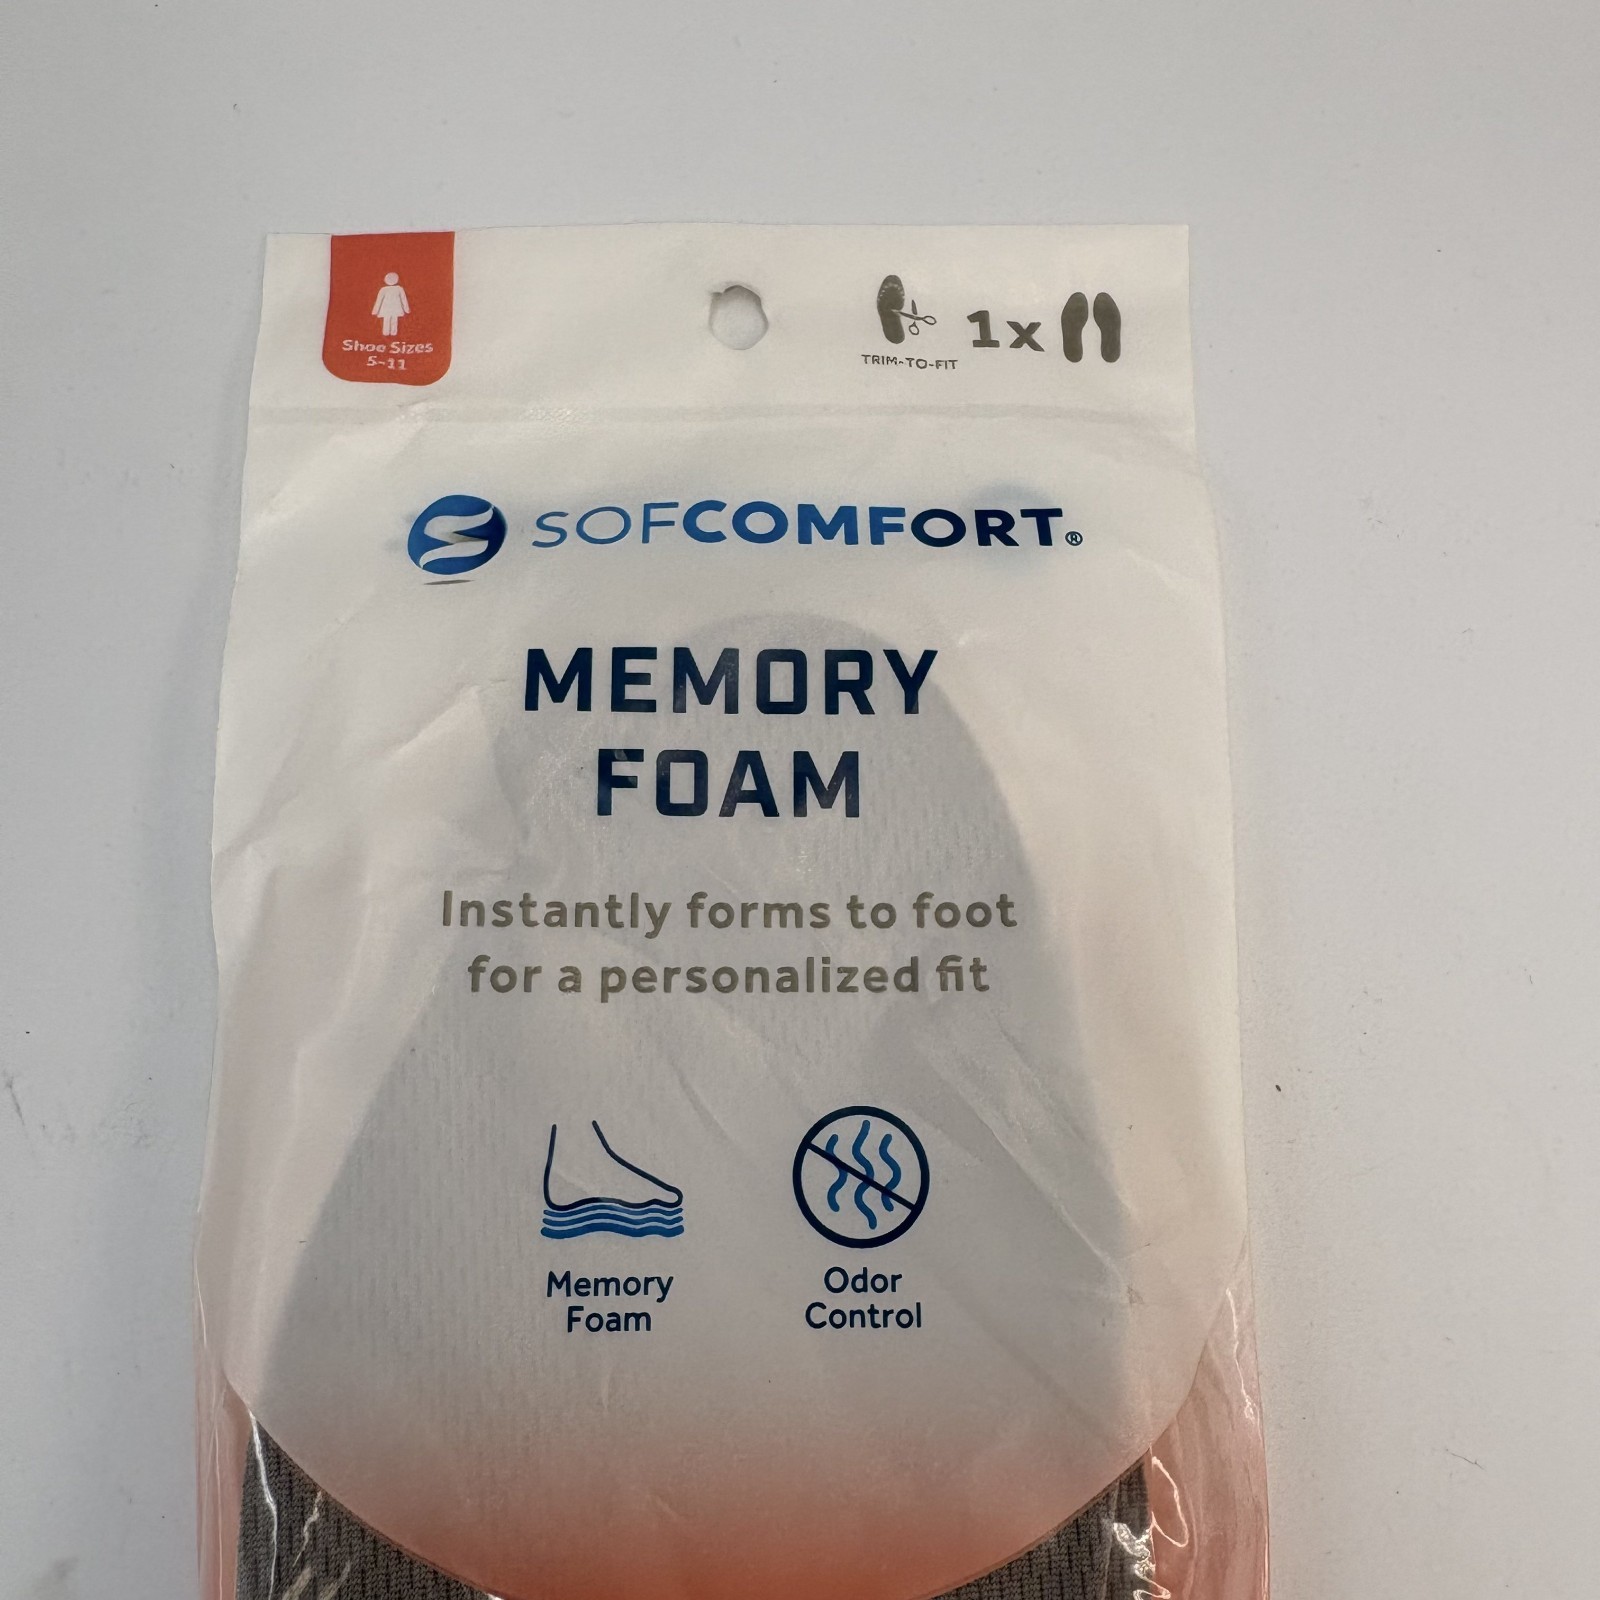 Shoe Sizes
5-11
TRIM-TO-FIT
1x
SOFCOMFORT®
MEMORY
FOAM
Instantly forms to foot
for a personalized fit
Memory
Foam
Odor
Control